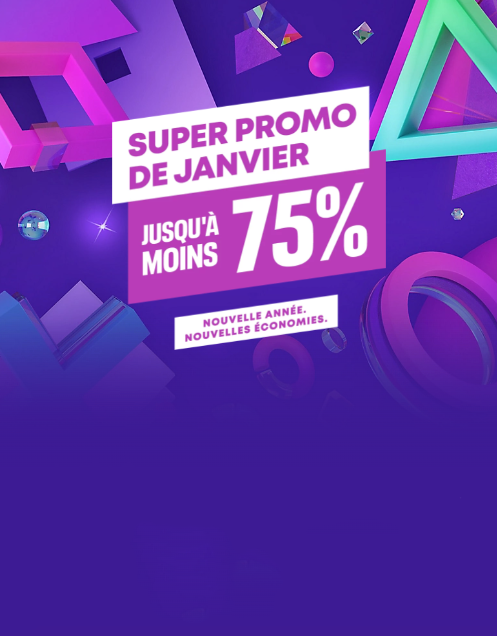 SUPER PROMO
DE JANVIER
JUSQU'À
MOINS
75%
NOUVELLE ANNÉE.
NOUVELLES ÉCONOMIES.